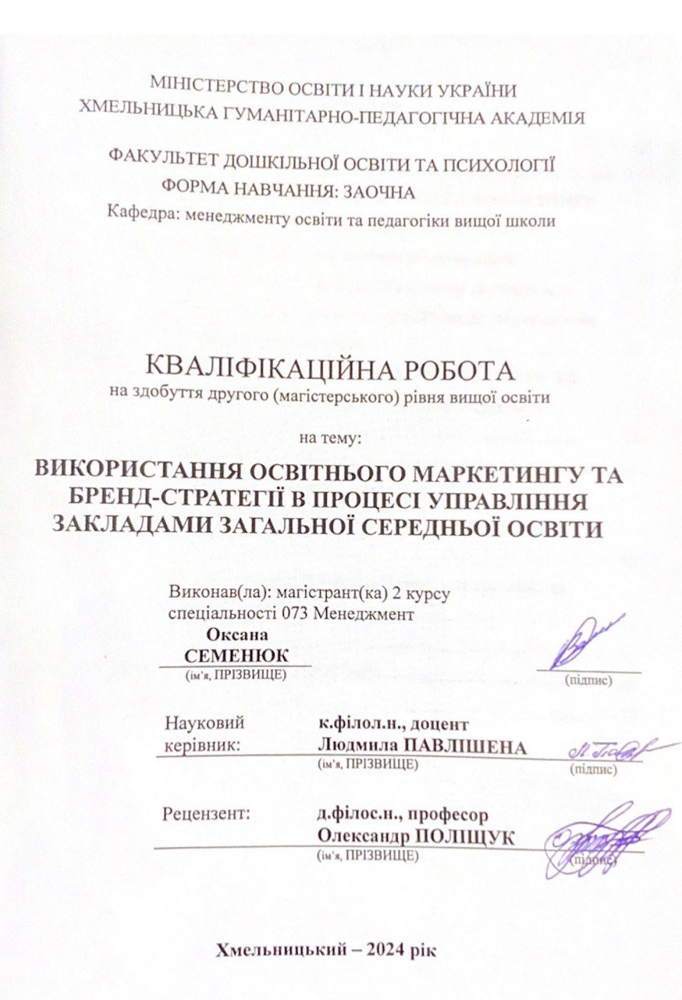 МІНІСТЕРСТВО ОСВІТИ І НАУКИ УКРАЇНИ
ХМЕЛЬНИЦЬКА ГУМАНІТАРНО-ПЕДАГОГІЧНА АКАДЕМІЯ
ФАКУЛЬТЕТ ДОШКІЛЬНОЇ ОСВІТИ ТА ПСИХОЛОГІЇ
ФОРМА НАВЧАННЯ: ЗАОЧНА
Кафедра: менеджменту освіти та педагогіки вищої школи
КВАЛІФІКАЦІЙНА РОБОТА
на здобуття другого (магістерського) рівня вищої освіти
на тему:
ВИКОРИСТАННЯ ОСВІТНЬОГО МАРКЕТИНГУ ТА
БРЕНД-СТРАТЕГІЇ В ПРОЦЕСІ УПРАВЛІННЯ
ЗАКЛАДАМИ ЗАГАЛЬНОЇ СЕРЕДНЬОЇ ОСВІТИ
Виконав(ла): магістрант(ка) 2 курсу
спеціальності 073 Менеджмент
Оксана
СЕМЕНЮК
(ім'я, ПРІЗВИЩЕ) (підпис)
Науковий к.філол.н., доцент
керівник: Людмила ПАВЛІШЕНА
(ім'я, ПРІЗВИЩЕ) (підпис)
Рецензент: д.філос.н., професор
Олександр ПОЛІЩУК
(ім'я, ПРІЗВИЩЕ) (підпис)
Хмельницький – 2024 рік